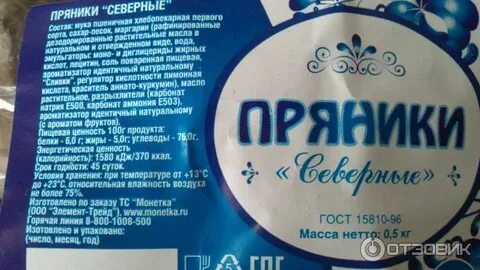 ПРЯНИКИ "СЕВЕРНЫЕ"
Состав: мука пшеничная хлебопекарная первого
сорта, сахар-песок, маргарин (рафинированные
дезодорированные растительные масла в
натуральном и отвержденном виде, вода,
эмульгаторы: моно- и диглицериды жирных
кислот, лецитин, соль поваренная пищевая,
ароматизатор идентичный натуральному
"Сливки", регулятор кислотности лимонная
кислота, краситель аннато-куркумин), масло
растительное, разрыхлители (карбонат
натрия Е500, карбонат аммония Е503),
ароматизатор идентичный натуральному
(с ароматом фруктов).
Пищевая ценность 100г продукта:
белки - 6,0 г; жиры - 5,0г; углеводы - 76,0г.
Энергетическая ценность
(калорийность): 1580 кДж/370 ккал.
Срок годности: 45 суток.
Условия хранения: при температуре от +13°С
до +23°С, относительная влажность воздуха
не более 75%.
Изготовлено по заказу ТС "Монетка"
(ООО "Элемент-Трейд"). www.monetka.ru
Горячая линия 8-800-1008-500
Изготовлено и упаковано:
(число, месяц, год)
ПРЯНИКИ
«Северные»
ГОСТ 15810-96
Масса нетто: 0,5 кг
5
ОТЗОВИК